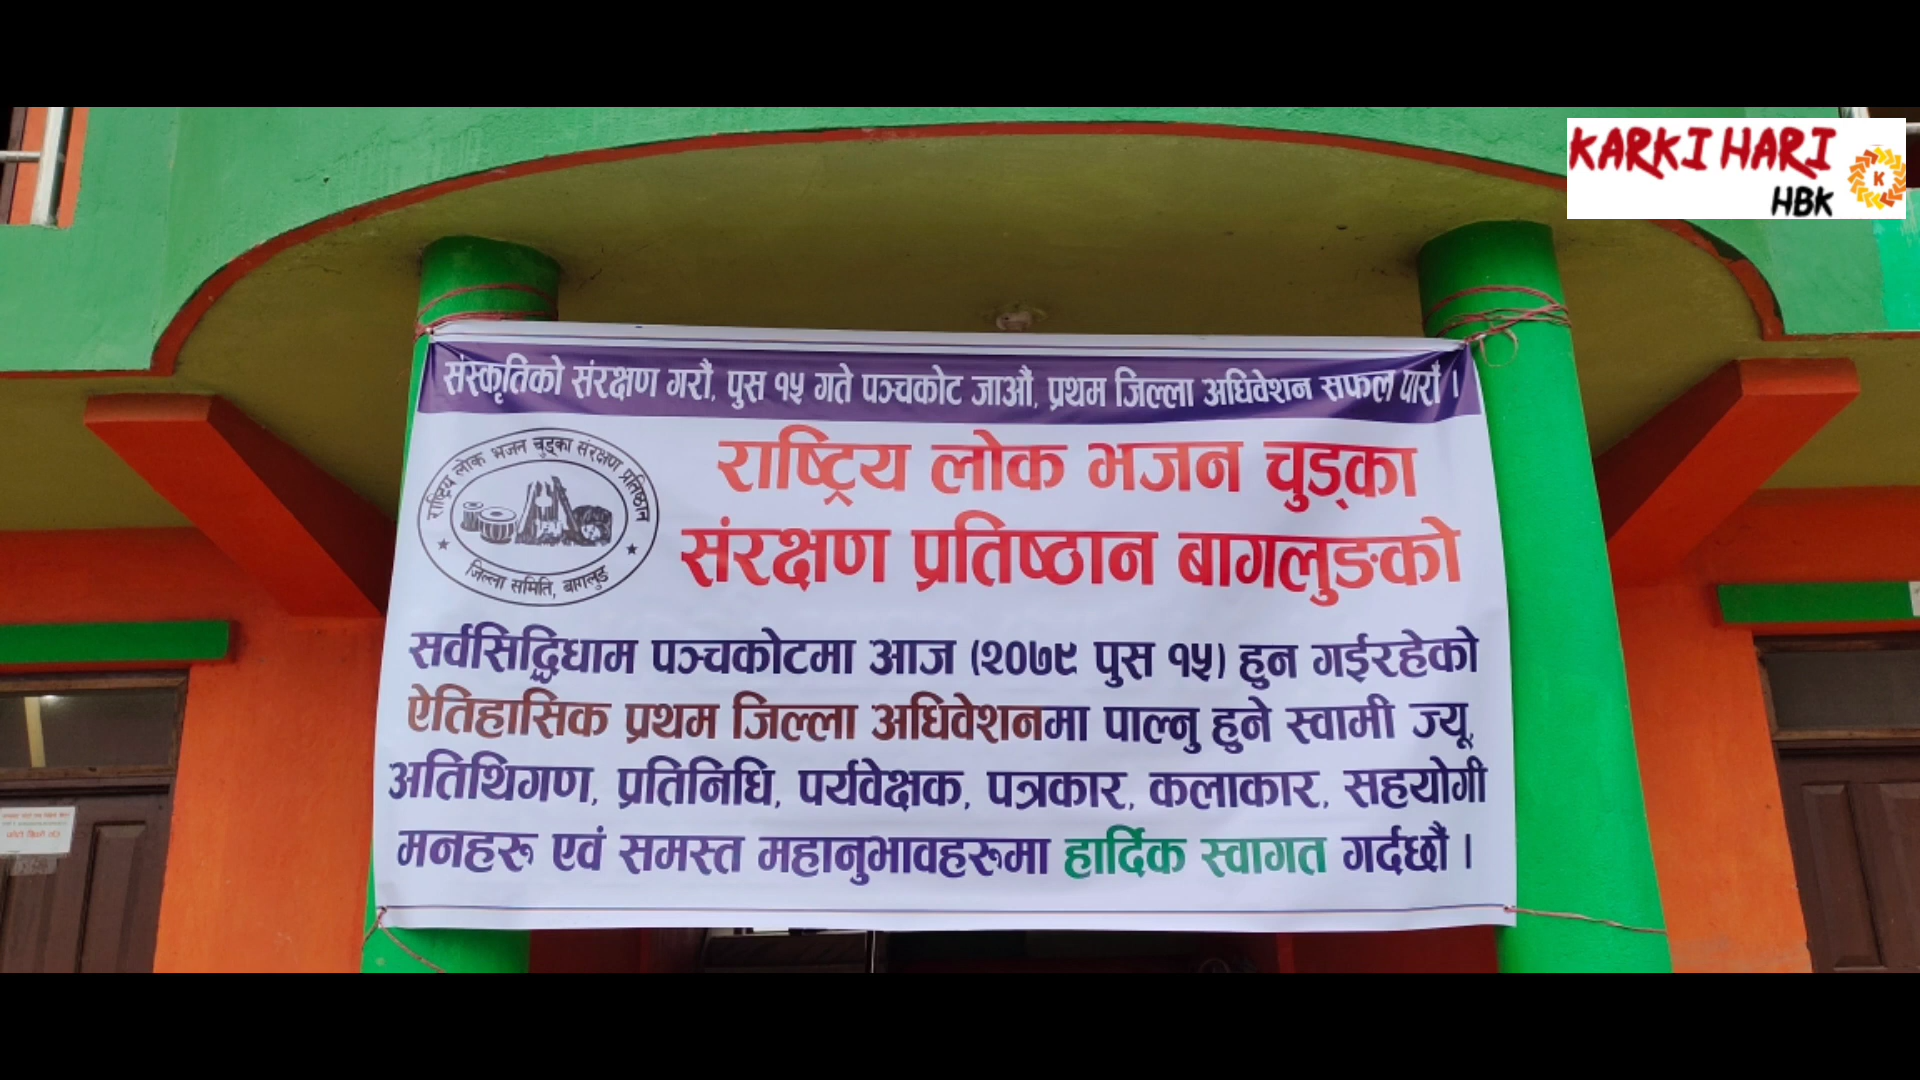 KARKI HARI
HBK
K
संस्कृतिको संरक्षण गरौं, पुस १५ गते पञ्चकोट जाऔं, प्रथम जिल्ला अधिवेशन सफल पारौं ।
राष्ट्रिय लोक भजन चुड्का संरक्षण प्रतिष्ठान
जिल्ला समिति, बागलुङ
राष्ट्रिय लोक भजन चुड्का
संरक्षण प्रतिष्ठान बागलुङको
सर्वसिद्धिधाम पञ्चकोटमा आज (२०७९ पुस १५) हुन गईरहेको
ऐतिहासिक प्रथम जिल्ला अधिवेशनमा पाल्नु हुने स्वामी ज्यू,
अतिथिगण, प्रतिनिधि, पर्यवेक्षक, पत्रकार, कलाकार, सहयोगी
मनहरू एवं समस्त महानुभावहरूमा हार्दिक स्वागत गर्दछौं ।